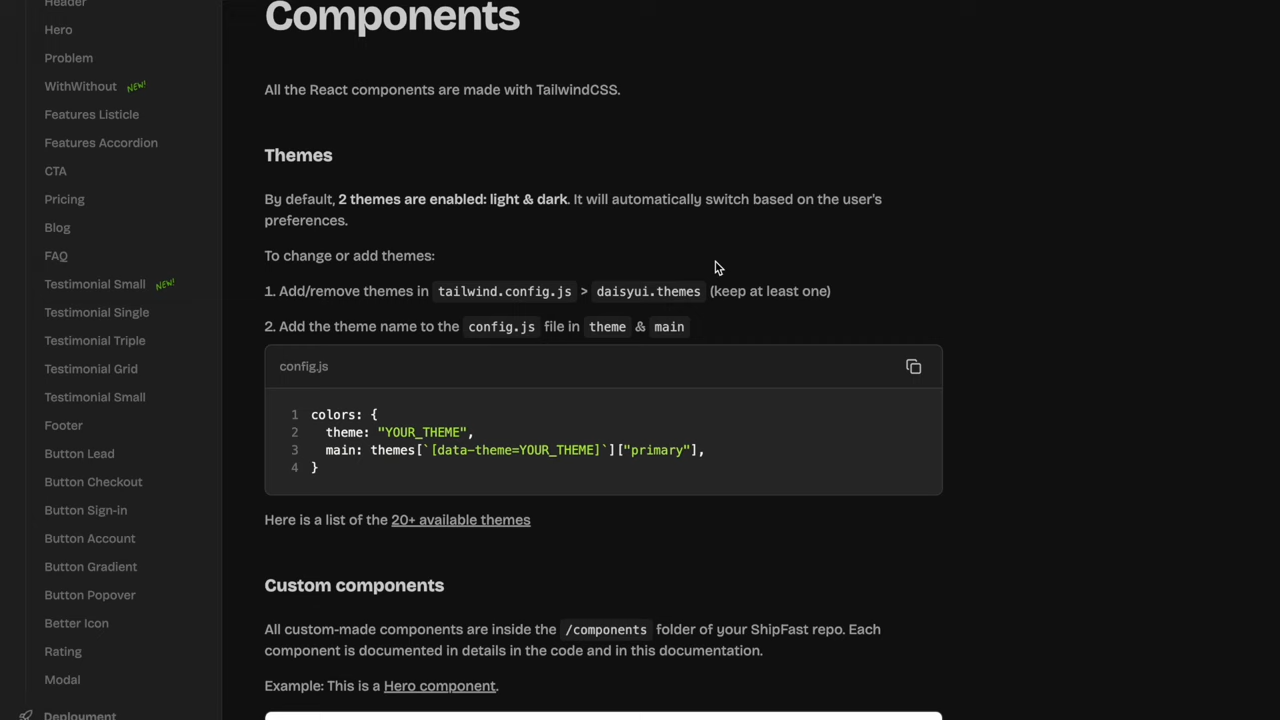 Header
Hero
Problem
WithWithout NEW!
Features Listicle
Features Accordion
CTA
Pricing
Blog
FAQ
Testimonial Small NEW!
Testimonial Single
Testimonial Triple
Testimonial Grid
Testimonial Small
Footer
Button Lead
Button Checkout
Button Sign-in
Button Account
Button Gradient
Button Popover
Better Icon
Rating
Modal
Deployment
Components
All the React components are made with TailwindCSS.
Themes
By default, 2 themes are enabled: light & dark. It will automatically switch based on the user's
preferences.
To change or add themes:
1. Add/remove themes in tailwind.config.js > daisyui.themes (keep at least one)
2. Add the theme name to the config.js file in theme & main
config.js
1 colors: {
2 theme: "YOUR_THEME",
3 main: themes[`[data-theme=YOUR_THEME]`]["primary"],
4 }
Here is a list of the 20+ available themes
Custom components
All custom-made components are inside the /components folder of your ShipFast repo. Each
component is documented in details in the code and in this documentation.
Example: This is a Hero component.